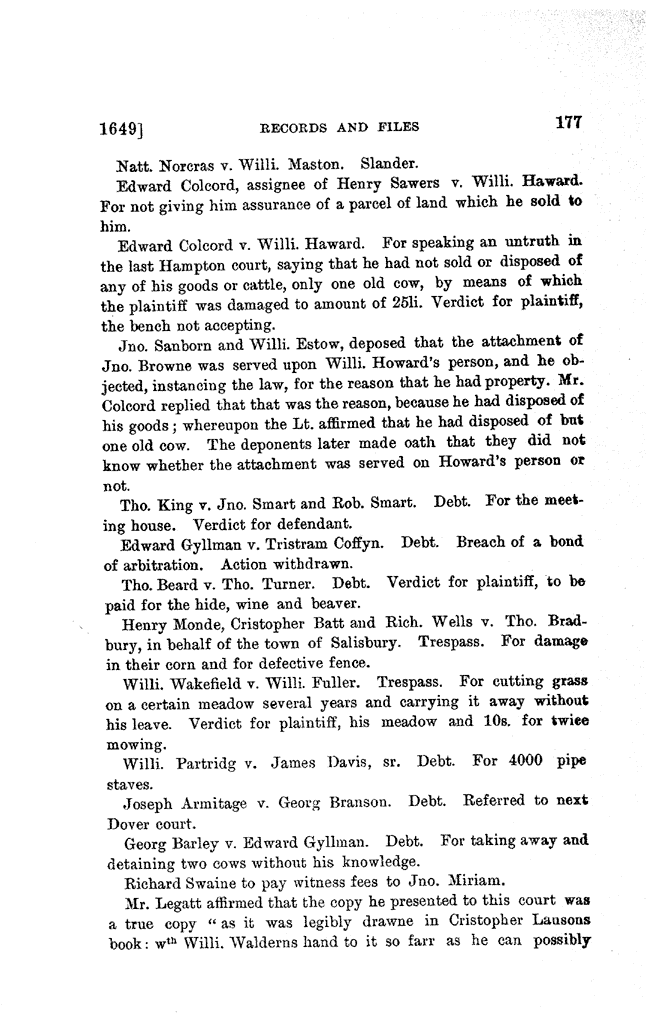 1649] RECORDS AND FILES 177
Natt. Norcras v. Willi. Maston. Slander.
Edward Colcord, assignee of Henry Sawers v. Willi. Haward.
For not giving him assurance of a parcel of land which he sold to
him.
Edward Colcord v. Willi. Haward. For speaking an untruth in
the last Hampton court, saying that he had not sold or disposed of
any of his goods or cattle, only one old cow, by means of which
the plaintiff was damaged to amount of 25li. Verdict for plaintiff,
the bench not accepting.
Jno. Sanborn and Willi. Estow, deposed that the attachment of
Jno. Browne was served upon Willi. Howard's person, and he ob-
jected, instancing the law, for the reason that he had property. Mr.
Colcord replied that that was the reason, because he had disposed of
his goods; whereupon the Lt. affirmed that he had disposed of but
one old cow. The deponents later made oath that they did not
know whether the attachment was served on Howard's person or
not.
Tho. King v. Jno. Smart and Rob. Smart. Debt. For the meet-
ing house. Verdict for defendant.
Edward Gyllman v. Tristram Coffyn. Debt. Breach of a bond
of arbitration. Action withdrawn.
Tho. Beard v. Tho. Turner. Debt. Verdict for plaintiff, to be
paid for the hide, wine and beaver.
Henry Monde, Cristopher Batt and Rich. Wells v. Tho. Brad-
bury, in behalf of the town of Salisbury. Trespass. For damage
in their corn and for defective fence.
Willi. Wakefield v. Willi. Fuller. Trespass. For cutting grass
on a certain meadow several years and carrying it away without
his leave. Verdict for plaintiff, his meadow and 10s. for twice
mowing.
Willi. Partridg v. James Davis, sr. Debt. For 4000 pipe
staves.
Joseph Armitage v. Georg Branson. Debt. Referred to next
Dover court.
Georg Barley v. Edward Gyllman. Debt. For taking away and
detaining two cows without his knowledge.
Richard Swaine to pay witness fees to Jno. Miriam.
Mr. Legatt affirmed that the copy he presented to this court was
a true copy "as it was legibly drawne in Cristopher Lausons
book: wth Willi. Walderns hand to it so farr as he can possibly